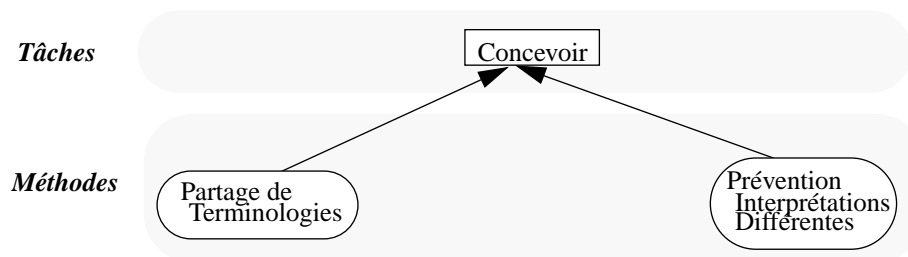 Tâches
Concevoir
Méthodes
Partage de
Terminologies
Prévention
Interprétations
Différentes